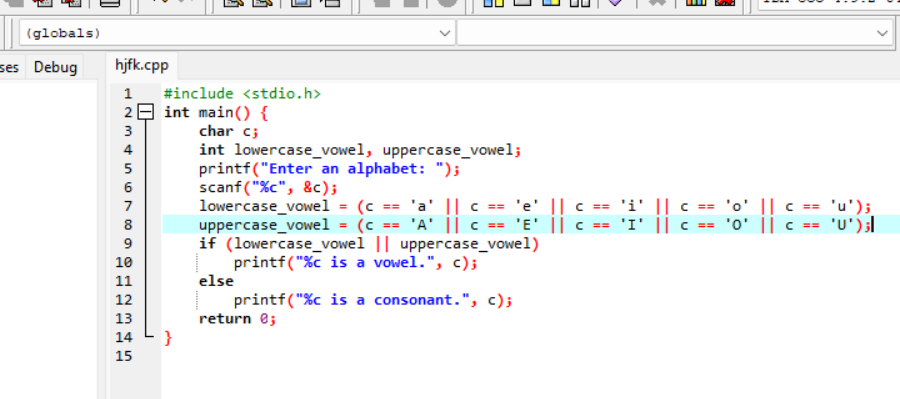 (globals)
ses Debug hjfk.cpp
1 #include <stdio.h>
2 int main() {
3 char c;
4 int lowercase_vowel, uppercase_vowel;
5 printf("Enter an alphabet: ");
6 scanf("%c", &c);
7 lowercase_vowel = (c == 'a' || c == 'e' || c == 'i' || c == 'o' || c == 'u');
8 uppercase_vowel = (c == 'A' || c == 'E' || c == 'I' || c == 'O' || c == 'U');
9 if (lowercase_vowel || uppercase_vowel)
10 printf("%c is a vowel.", c);
11 else
12 printf("%c is a consonant.", c);
13 return 0;
14 }
15